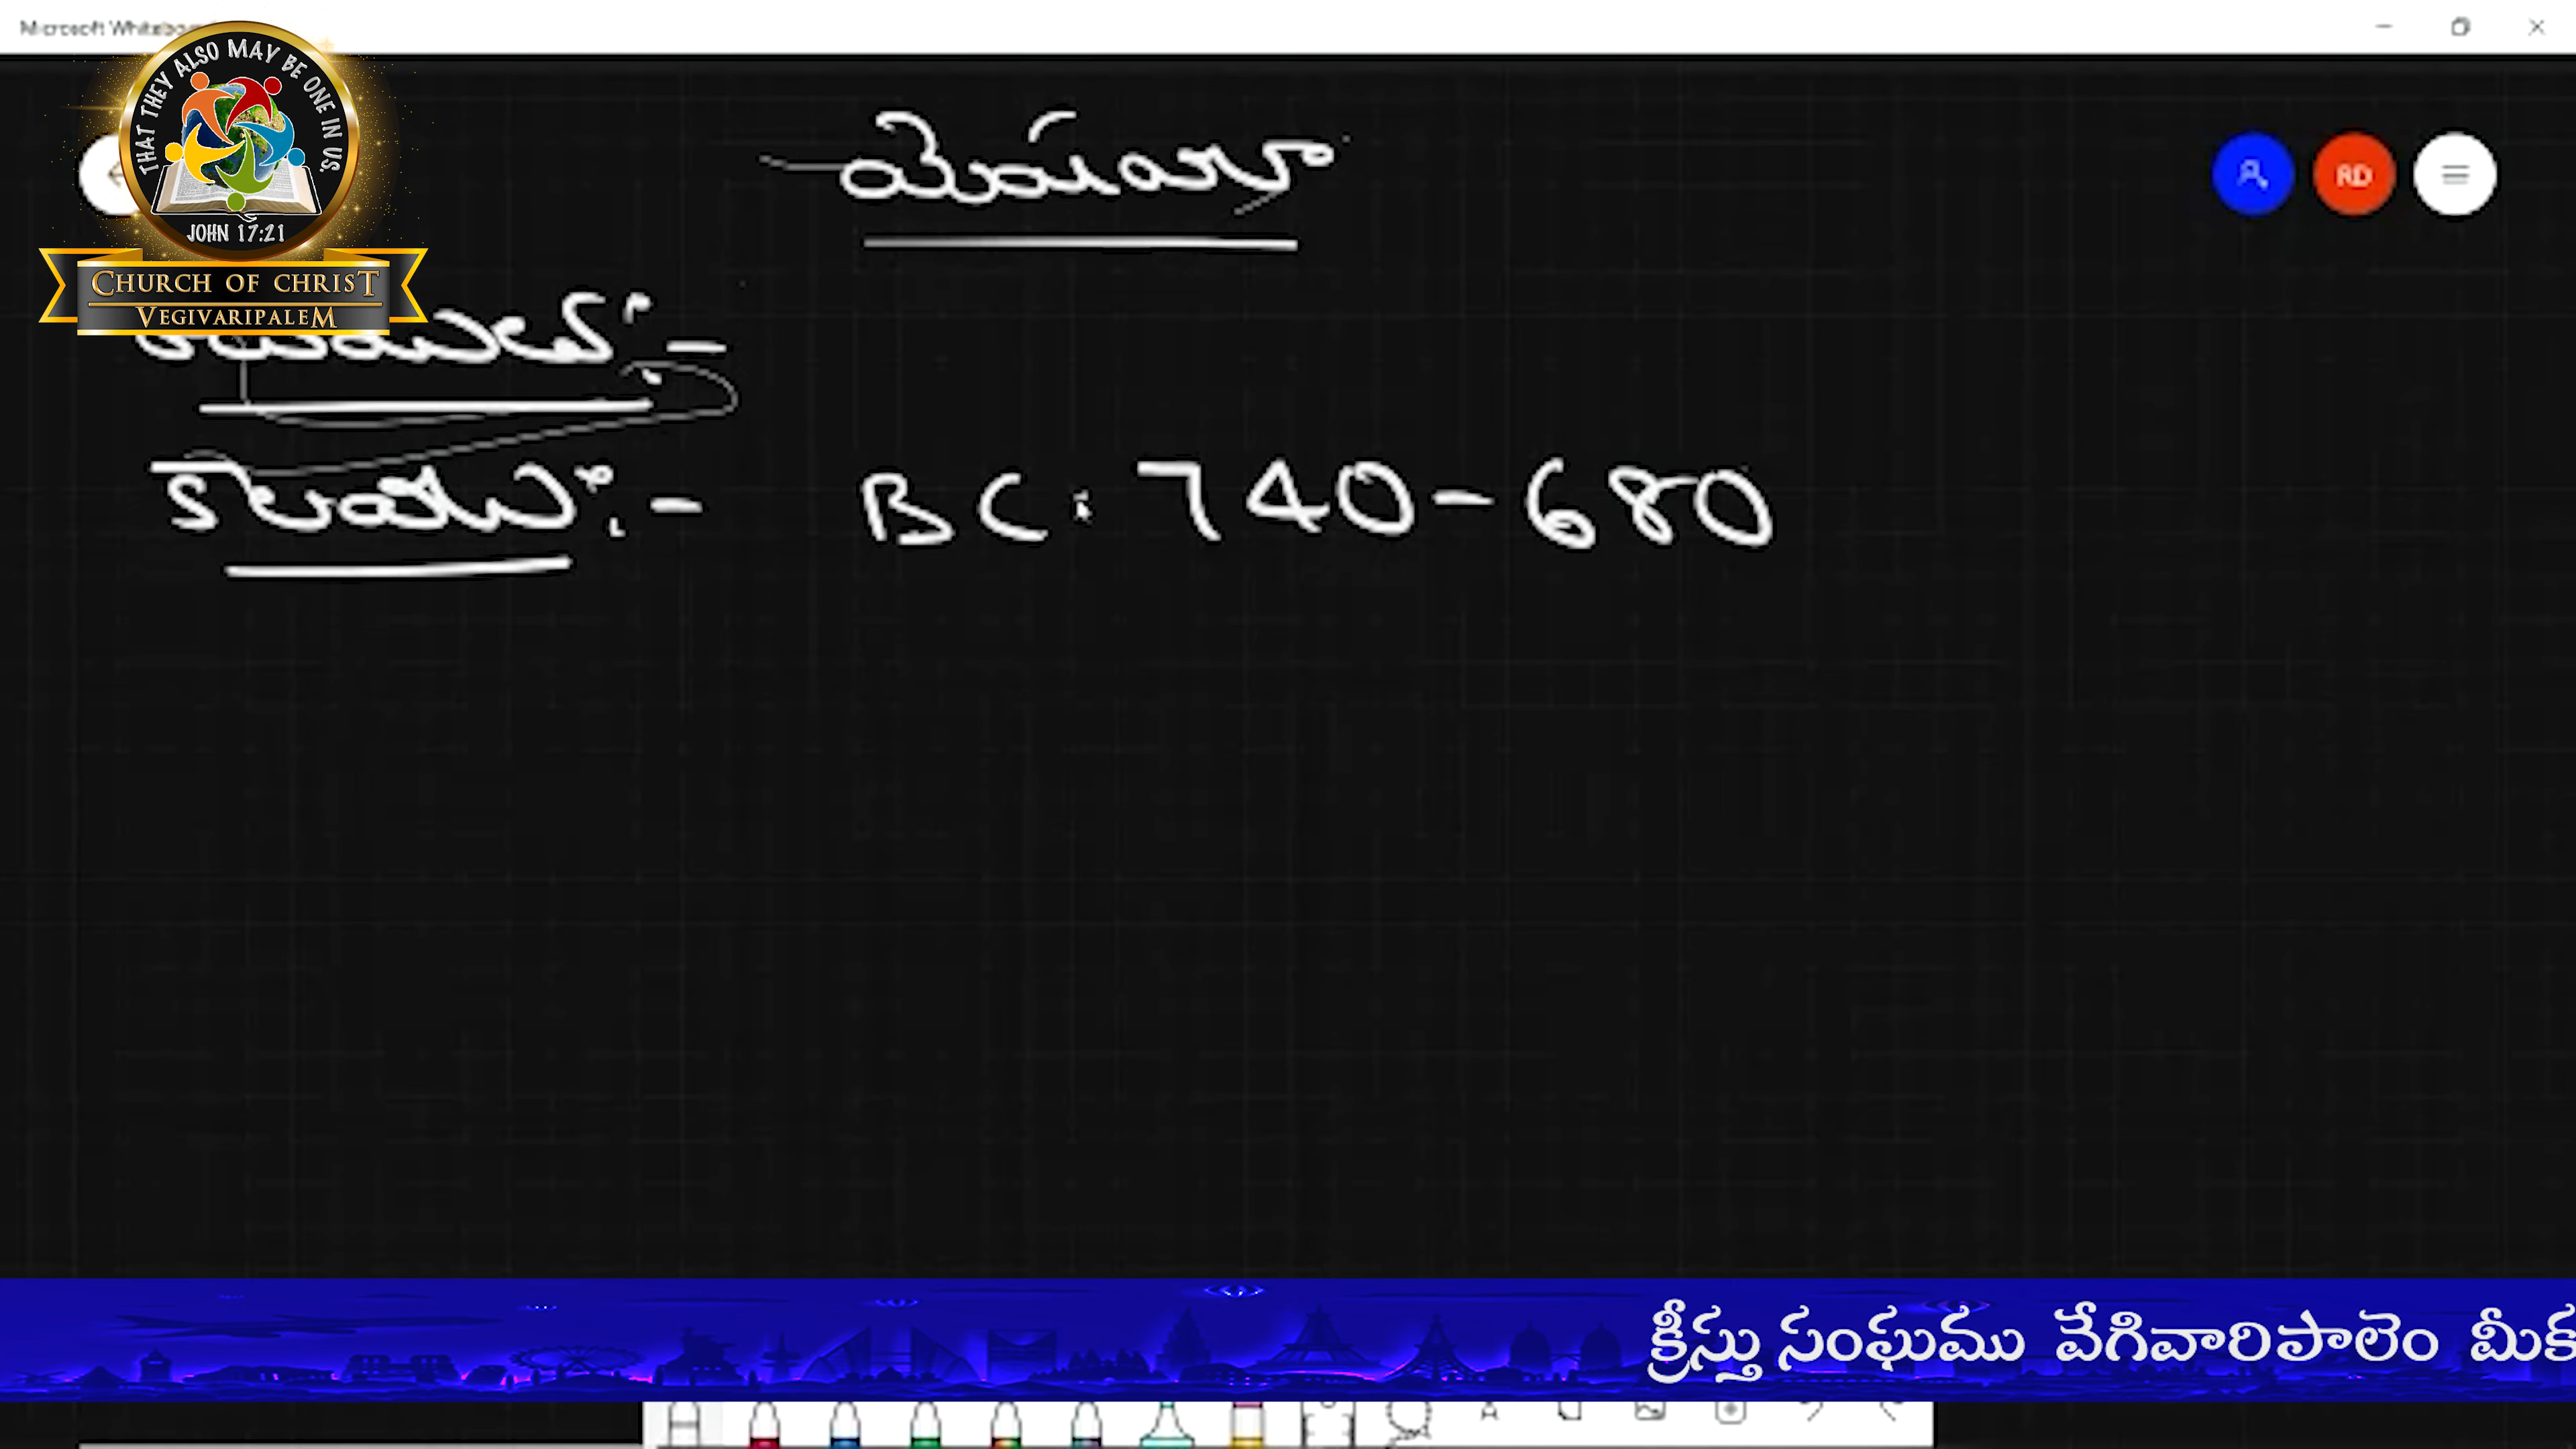 Microsoft Whiteboard
THAT THEY ALSO MAY BE ONE IN US.
JOHN 17:21
CHURCH OF CHRIST
VEGIVARIPALEM
RD
యెషయా
కాలము :-
BC: 740-680
క్రీస్తు సంఘము వేగివారిపాలెం మీక